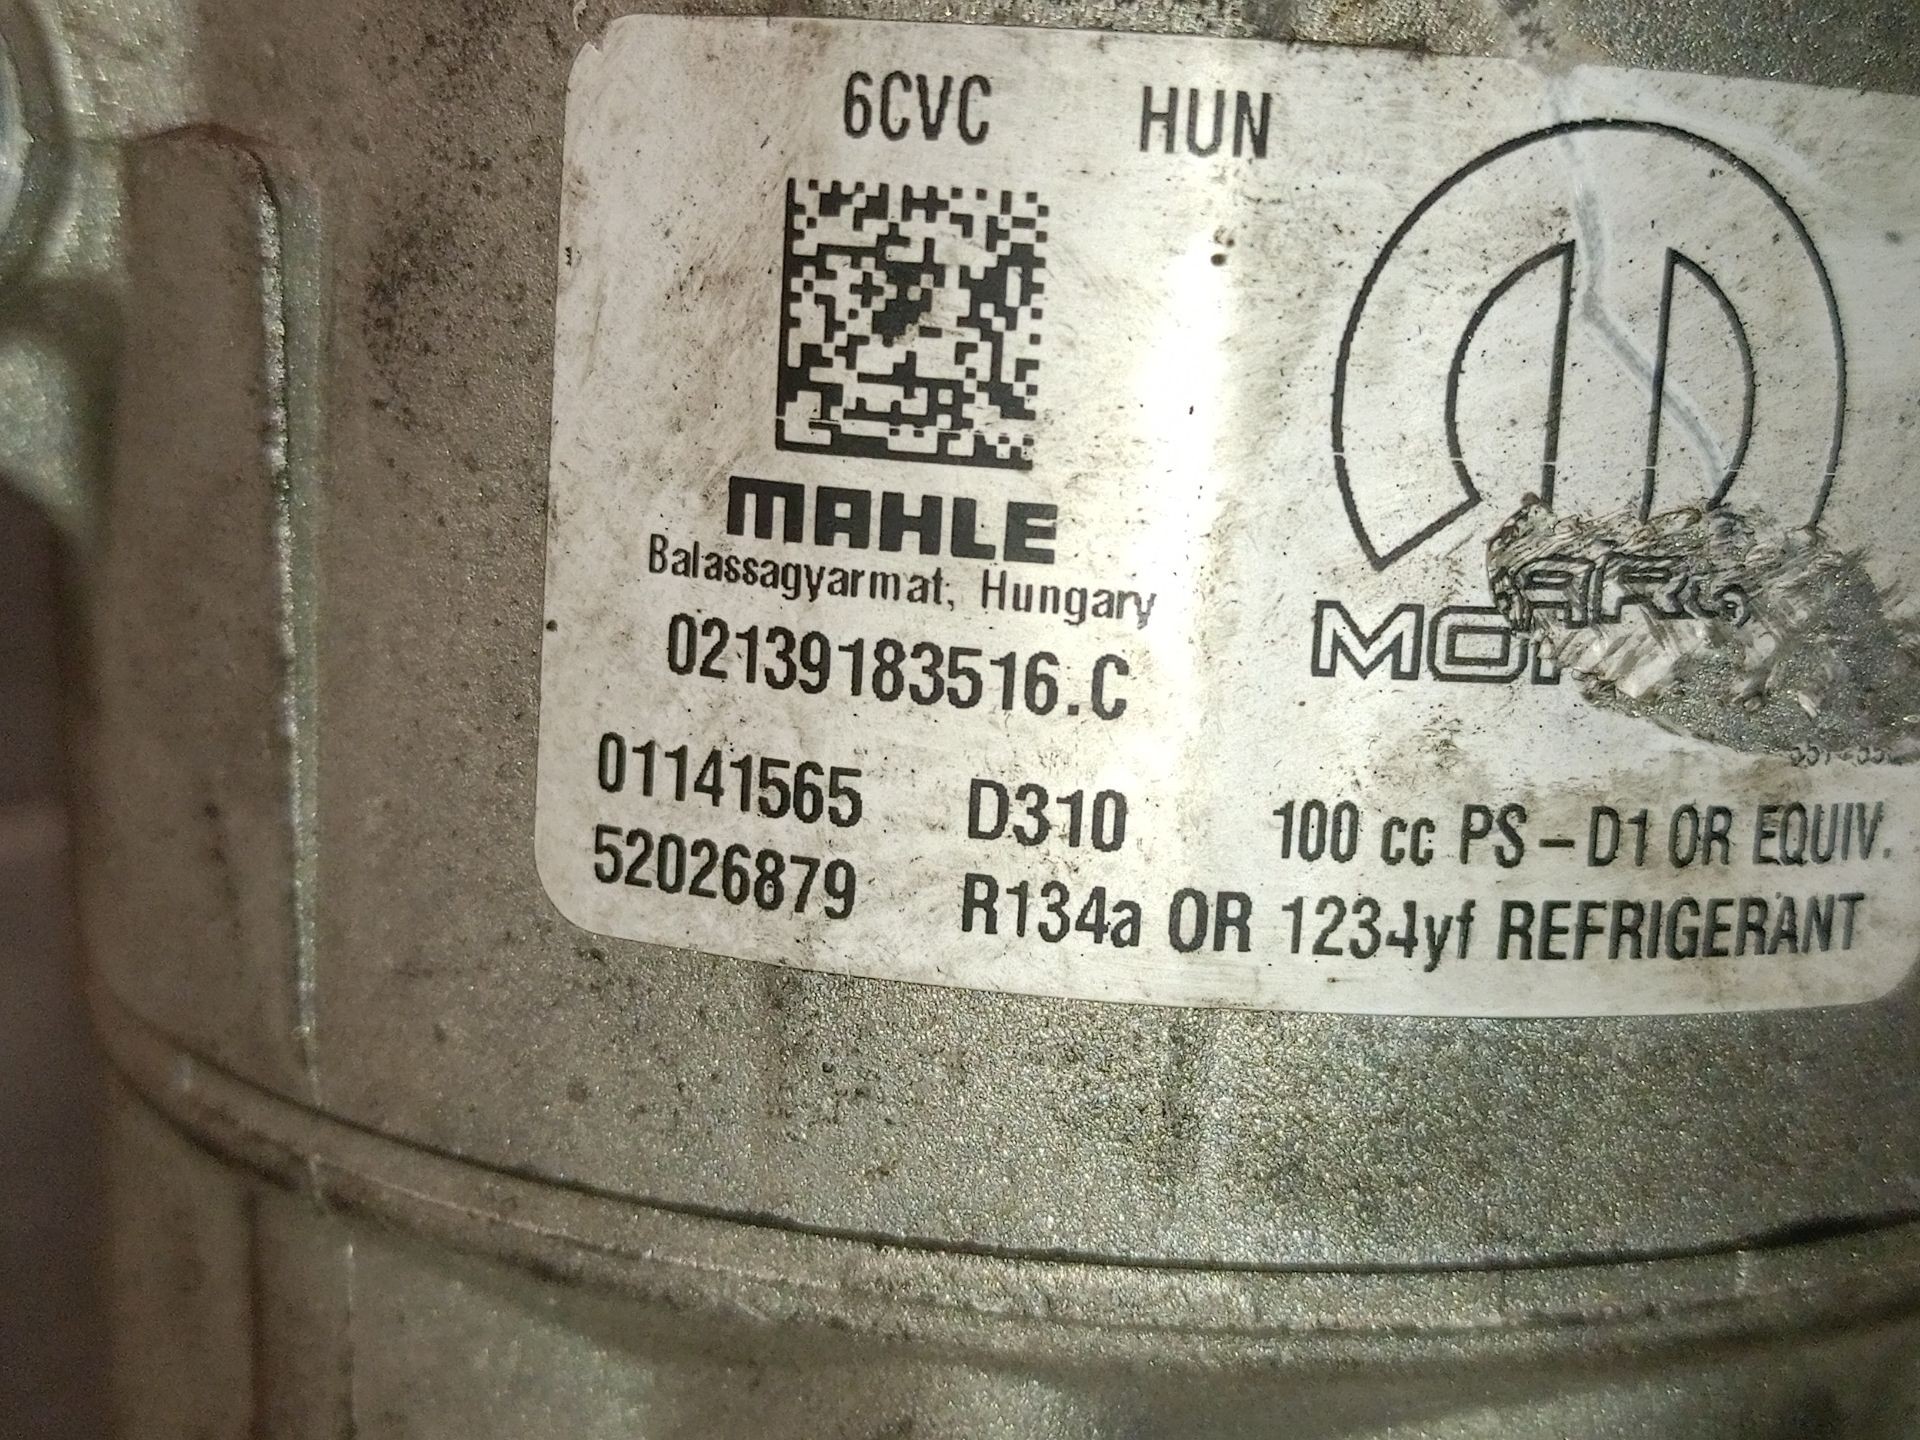 6CVC HUN
MAHLE
Balassagyarmat, Hungary
02139183516.C
01141565 D310 100 cc PS-D1 OR EQUIV.
52026879 R134a OR 1234yf REFRIGERANT